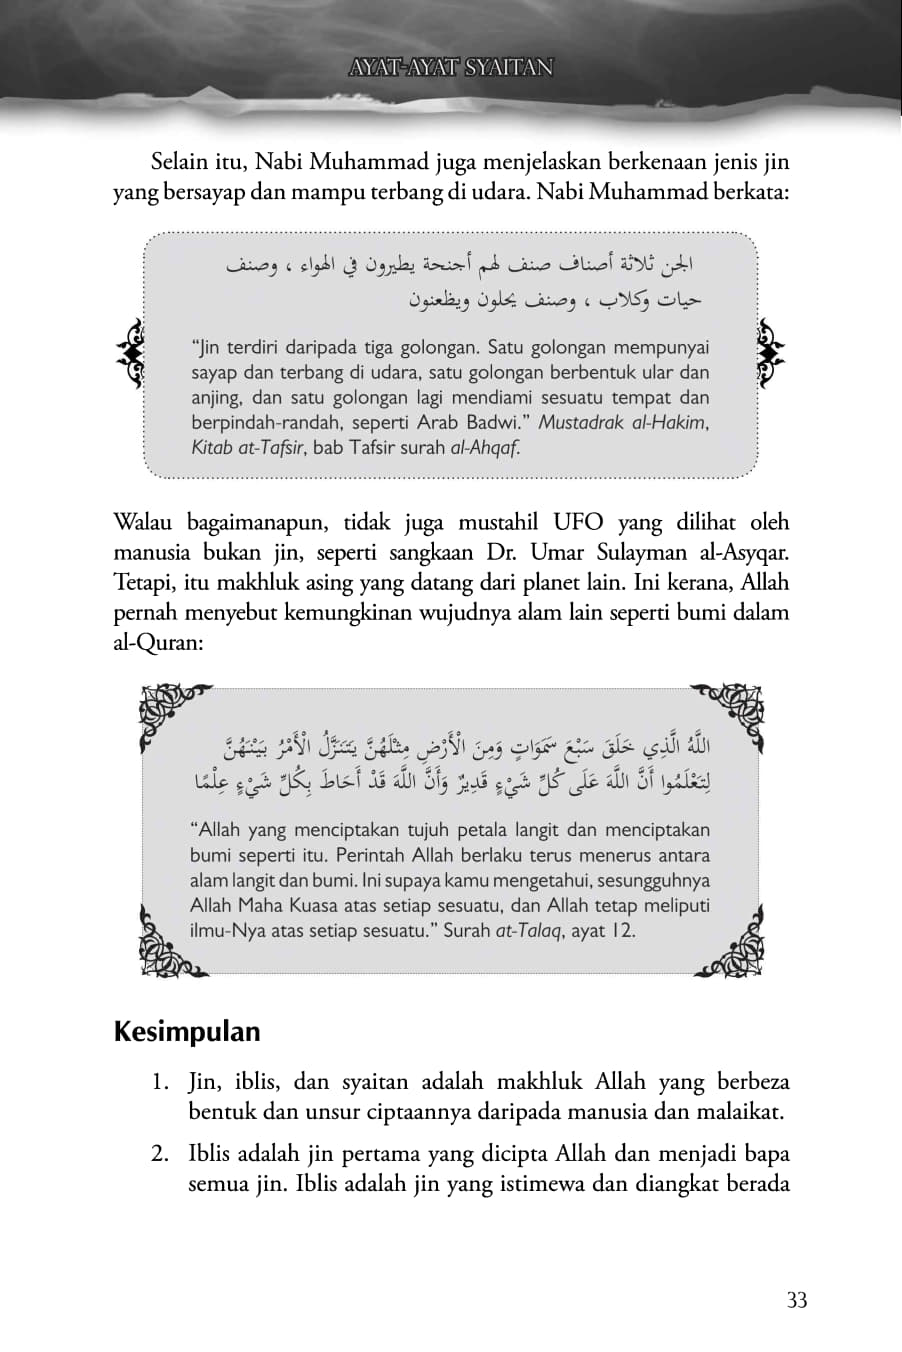 AYAT-AYAT SYAITAN
Selain itu, Nabi Muhammad juga menjelaskan berkenaan jenis jin
yang bersayap dan mampu terbang di udara. Nabi Muhammad berkata:
الجن ثلاثة أصناف صنف لهم أجنحة يطيرون في الهواء ، وصنف
حيات وكلاب ، وصنف يحلون ويظعنون
“Jin terdiri daripada tiga golongan. Satu golongan mempunyai
sayap dan terbang di udara, satu golongan berbentuk ular dan
anjing, dan satu golongan lagi mendiami sesuatu tempat dan
berpindah-randah, seperti Arab Badwi.” Mustadrak al-Hakim,
Kitab at-Tafsir, bab Tafsir surah al-Ahqaf.
Walau bagaimanapun, tidak juga mustahil UFO yang dilihat oleh
manusia bukan jin, seperti sangkaan Dr. Umar Sulayman al-Asyqar.
Tetapi, itu makhluk asing yang datang dari planet lain. Ini kerana, Allah
pernah menyebut kemungkinan wujudnya alam lain seperti bumi dalam
al-Quran:
اللَّهُ الَّذِي خَلَقَ سَبْعَ سَمَوَاتٍ وَمِنَ الْأَرْضِ مِثْلَهُنَّ يَتَنَزَّلُ الْأَمْرُ بَيْنَهُنَّ
لِتَعْلَمُوا أَنَّ اللَّهَ عَلَى كُلِّ شَيْءٍ قَدِيرٌ وَأَنَّ اللَّهَ قَدْ أَحَاطَ بِكُلِّ شَيْءٍ عِلْمًا
“Allah yang menciptakan tujuh petala langit dan menciptakan
bumi seperti itu. Perintah Allah berlaku terus menerus antara
alam langit dan bumi. Ini supaya kamu mengetahui, sesungguhnya
Allah Maha Kuasa atas setiap sesuatu, dan Allah tetap meliputi
ilmu-Nya atas setiap sesuatu.” Surah at-Talaq, ayat 12.
Kesimpulan
1. Jin, iblis, dan syaitan adalah makhluk Allah yang berbeza
bentuk dan unsur ciptaannya daripada manusia dan malaikat.
2. Iblis adalah jin pertama yang dicipta Allah dan menjadi bapa
semua jin. Iblis adalah jin yang istimewa dan diangkat berada
33